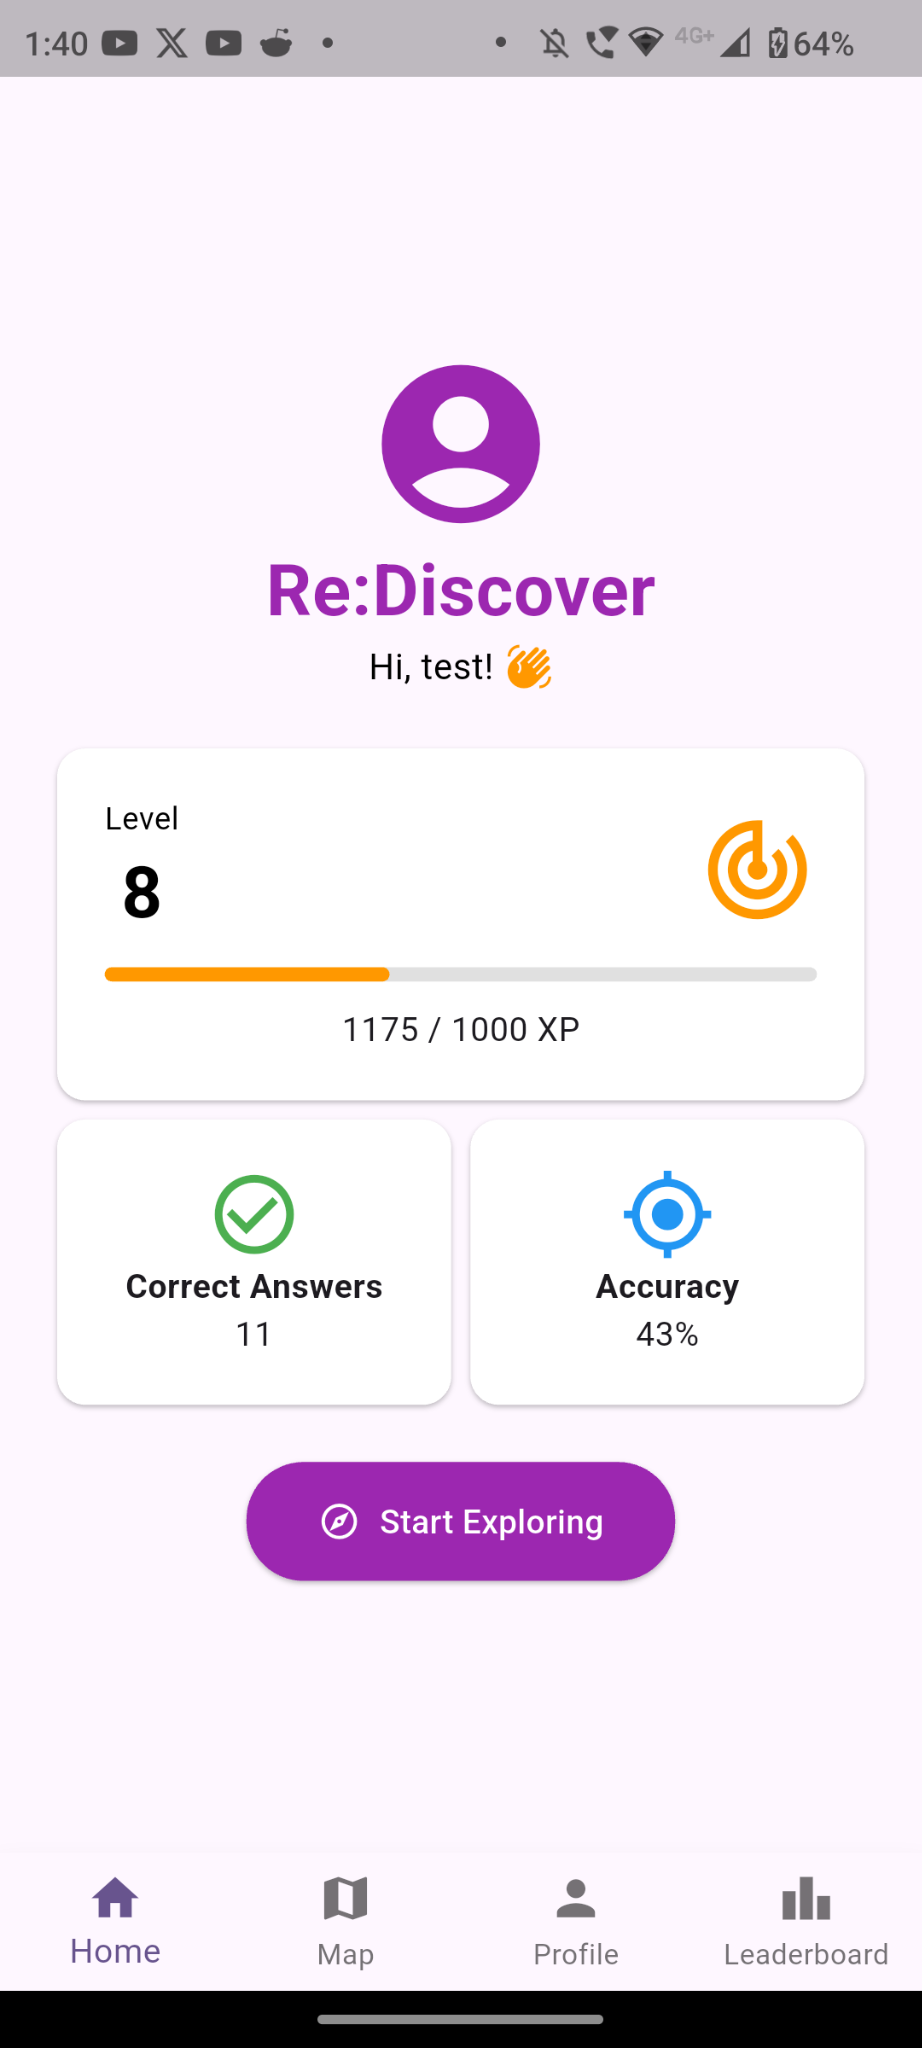 1:40 4G+ 64%
Re:Discover
Hi, test! 👋
Level
8
1175 / 1000 XP
Correct Answers
11
Accuracy
43%
Start Exploring
Home Map Profile Leaderboard